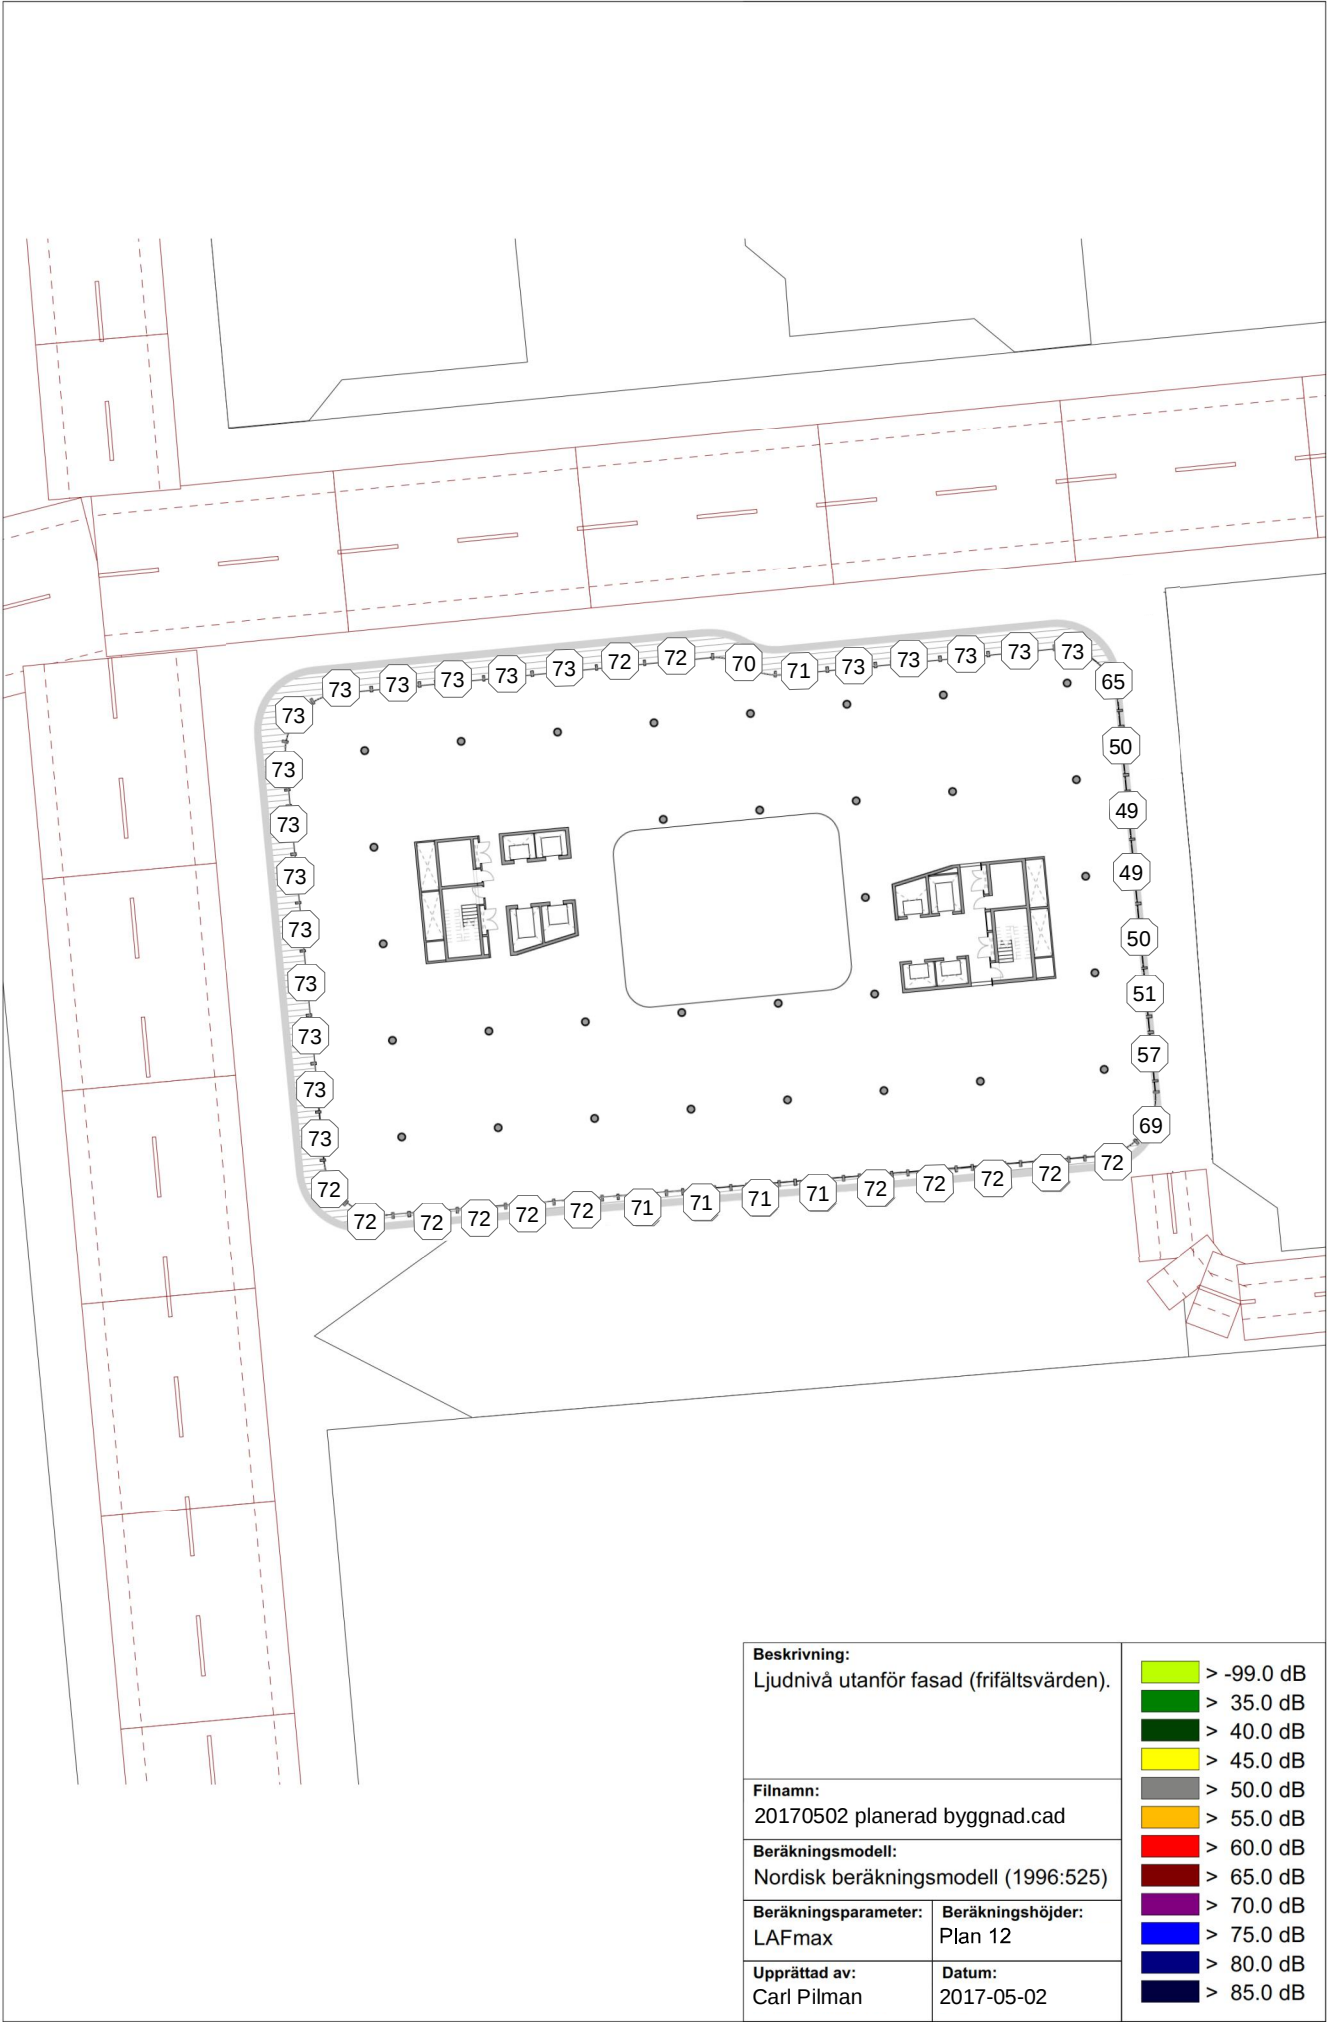 73 73 73 73 73 72 72 70 71 73 73 73 73 73
73 65
73 50
73 49
73 49
73 50
73 51
73 57
73
73 69
72 72
72 72 72 72 72 71 71 71 71 72 72 72 72
Beskrivning:
Ljudnivå utanför fasad (frifältsvärden).
Filnamn:
20170502 planerad byggnad.cad
Beräkningsmodell:
Nordisk beräkningsmodell (1996:525)
Beräkningsparameter:
LAFmax
Beräkningshöjder:
Plan 12
Upprättad av:
Carl Pilman
Datum:
2017-05-02
> -99.0 dB
> 35.0 dB
> 40.0 dB
> 45.0 dB
> 50.0 dB
> 55.0 dB
> 60.0 dB
> 65.0 dB
> 70.0 dB
> 75.0 dB
> 80.0 dB
> 85.0 dB